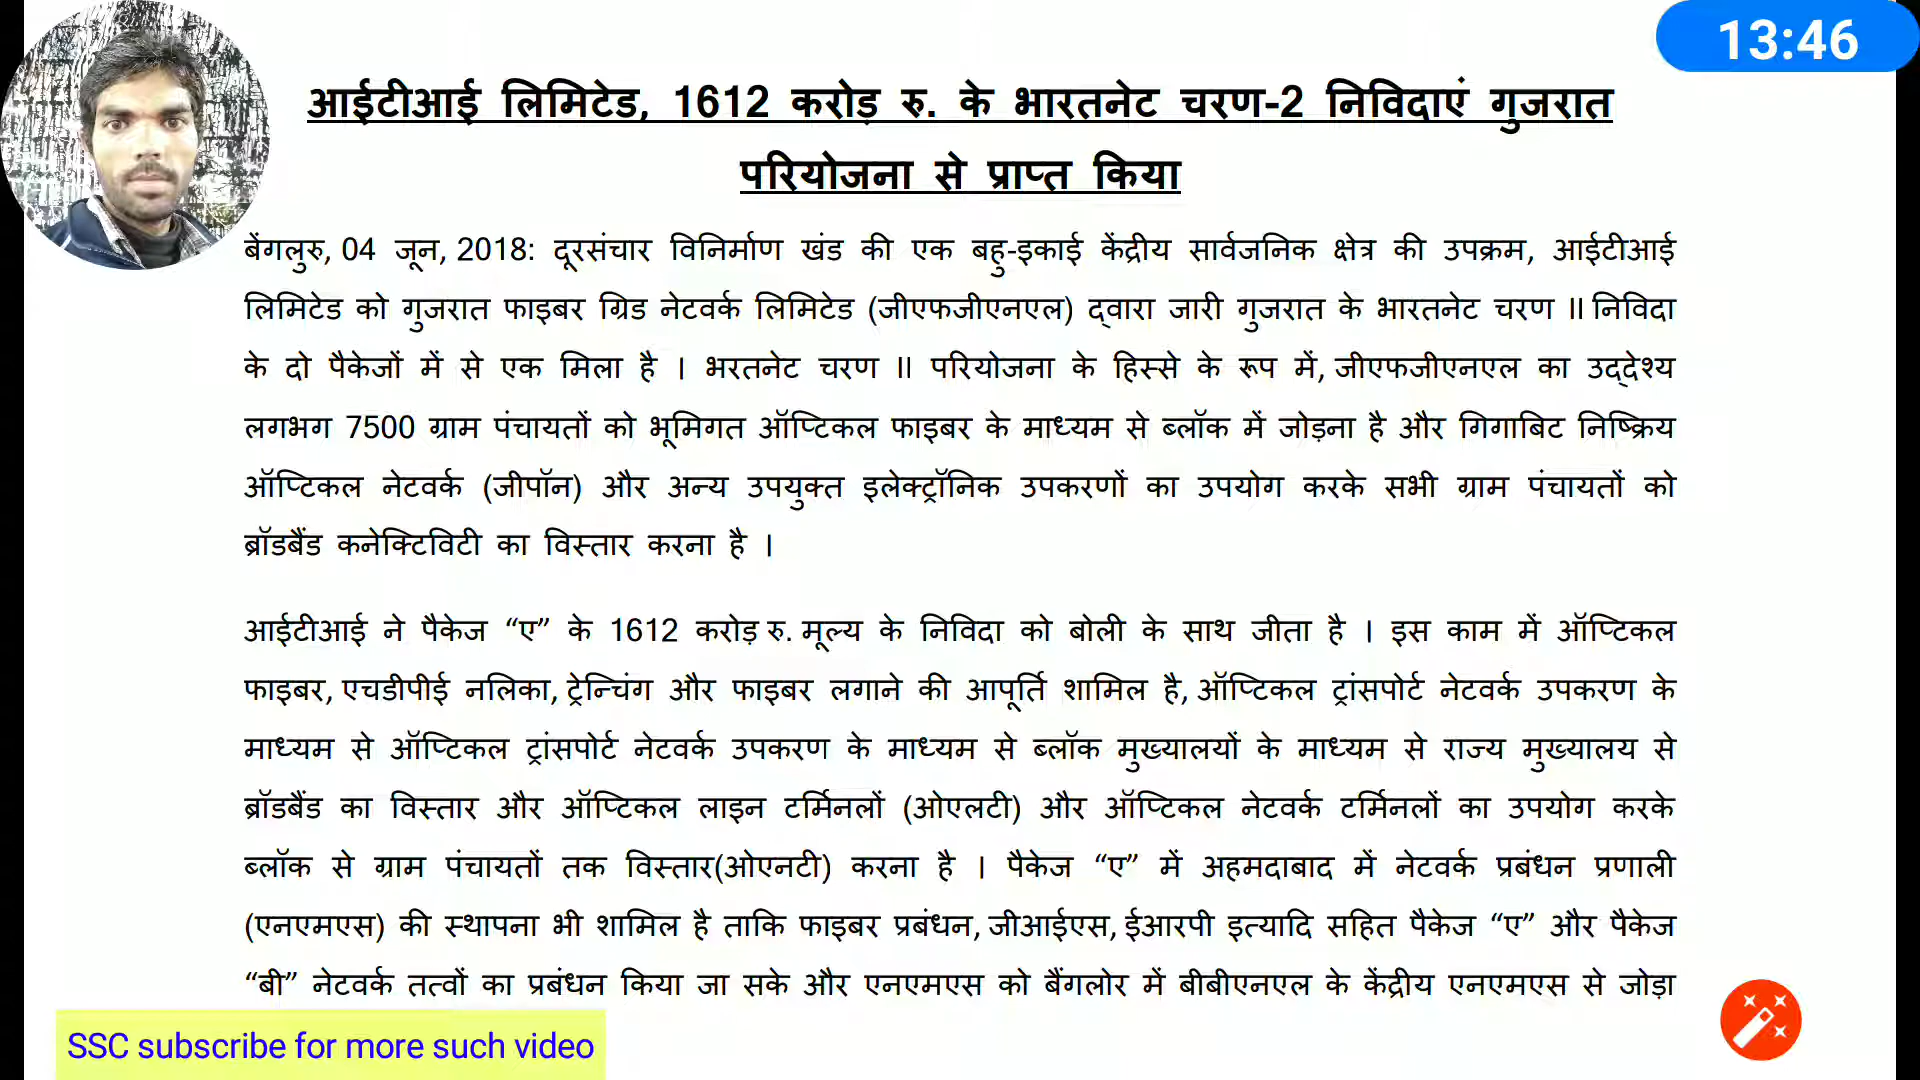 13:46
आईटीआई लिमिटेड, 1612 करोड़ रु. के भारतनेट चरण-2 निविदाएं गुजरात
परियोजना से प्राप्त किया
बेंगलुरु, 04 जून, 2018: दूरसंचार विनिर्माण खंड की एक बहु-इकाई केंद्रीय सार्वजनिक क्षेत्र की उपक्रम, आईटीआई
लिमिटेड को गुजरात फाइबर ग्रिड नेटवर्क लिमिटेड (जीएफजीएनएल) द्वारा जारी गुजरात के भारतनेट चरण II निविदा
के दो पैकेजों में से एक मिला है । भरतनेट चरण II परियोजना के हिस्से के रूप में, जीएफजीएनएल का उद्देश्य
लगभग 7500 ग्राम पंचायतों को भूमिगत ऑप्टिकल फाइबर के माध्यम से ब्लॉक में जोड़ना है और गिगाबिट निष्क्रिय
ऑप्टिकल नेटवर्क (जीपॉन) और अन्य उपयुक्त इलेक्ट्रॉनिक उपकरणों का उपयोग करके सभी ग्राम पंचायतों को
ब्रॉडबैंड कनेक्टिविटी का विस्तार करना है ।
आईटीआई ने पैकेज “ए” के 1612 करोड़ रु. मूल्य के निविदा को बोली के साथ जीता है । इस काम में ऑप्टिकल
फाइबर, एचडीपीई नलिका, ट्रेन्चिंग और फाइबर लगाने की आपूर्ति शामिल है, ऑप्टिकल ट्रांसपोर्ट नेटवर्क उपकरण के
माध्यम से ऑप्टिकल ट्रांसपोर्ट नेटवर्क उपकरण के माध्यम से ब्लॉक मुख्यालयों के माध्यम से राज्य मुख्यालय से
ब्रॉडबैंड का विस्तार और ऑप्टिकल लाइन टर्मिनलों (ओएलटी) और ऑप्टिकल नेटवर्क टर्मिनलों का उपयोग करके
ब्लॉक से ग्राम पंचायतों तक विस्तार(ओएनटी) करना है । पैकेज “ए” में अहमदाबाद में नेटवर्क प्रबंधन प्रणाली
(एनएमएस) की स्थापना भी शामिल है ताकि फाइबर प्रबंधन, जीआईएस, ईआरपी इत्यादि सहित पैकेज “ए” और पैकेज
“बी” नेटवर्क तत्वों का प्रबंधन किया जा सके और एनएमएस को बैंगलोर में बीबीएनएल के केंद्रीय एनएमएस से जोड़ा
SSC subscribe for more such video